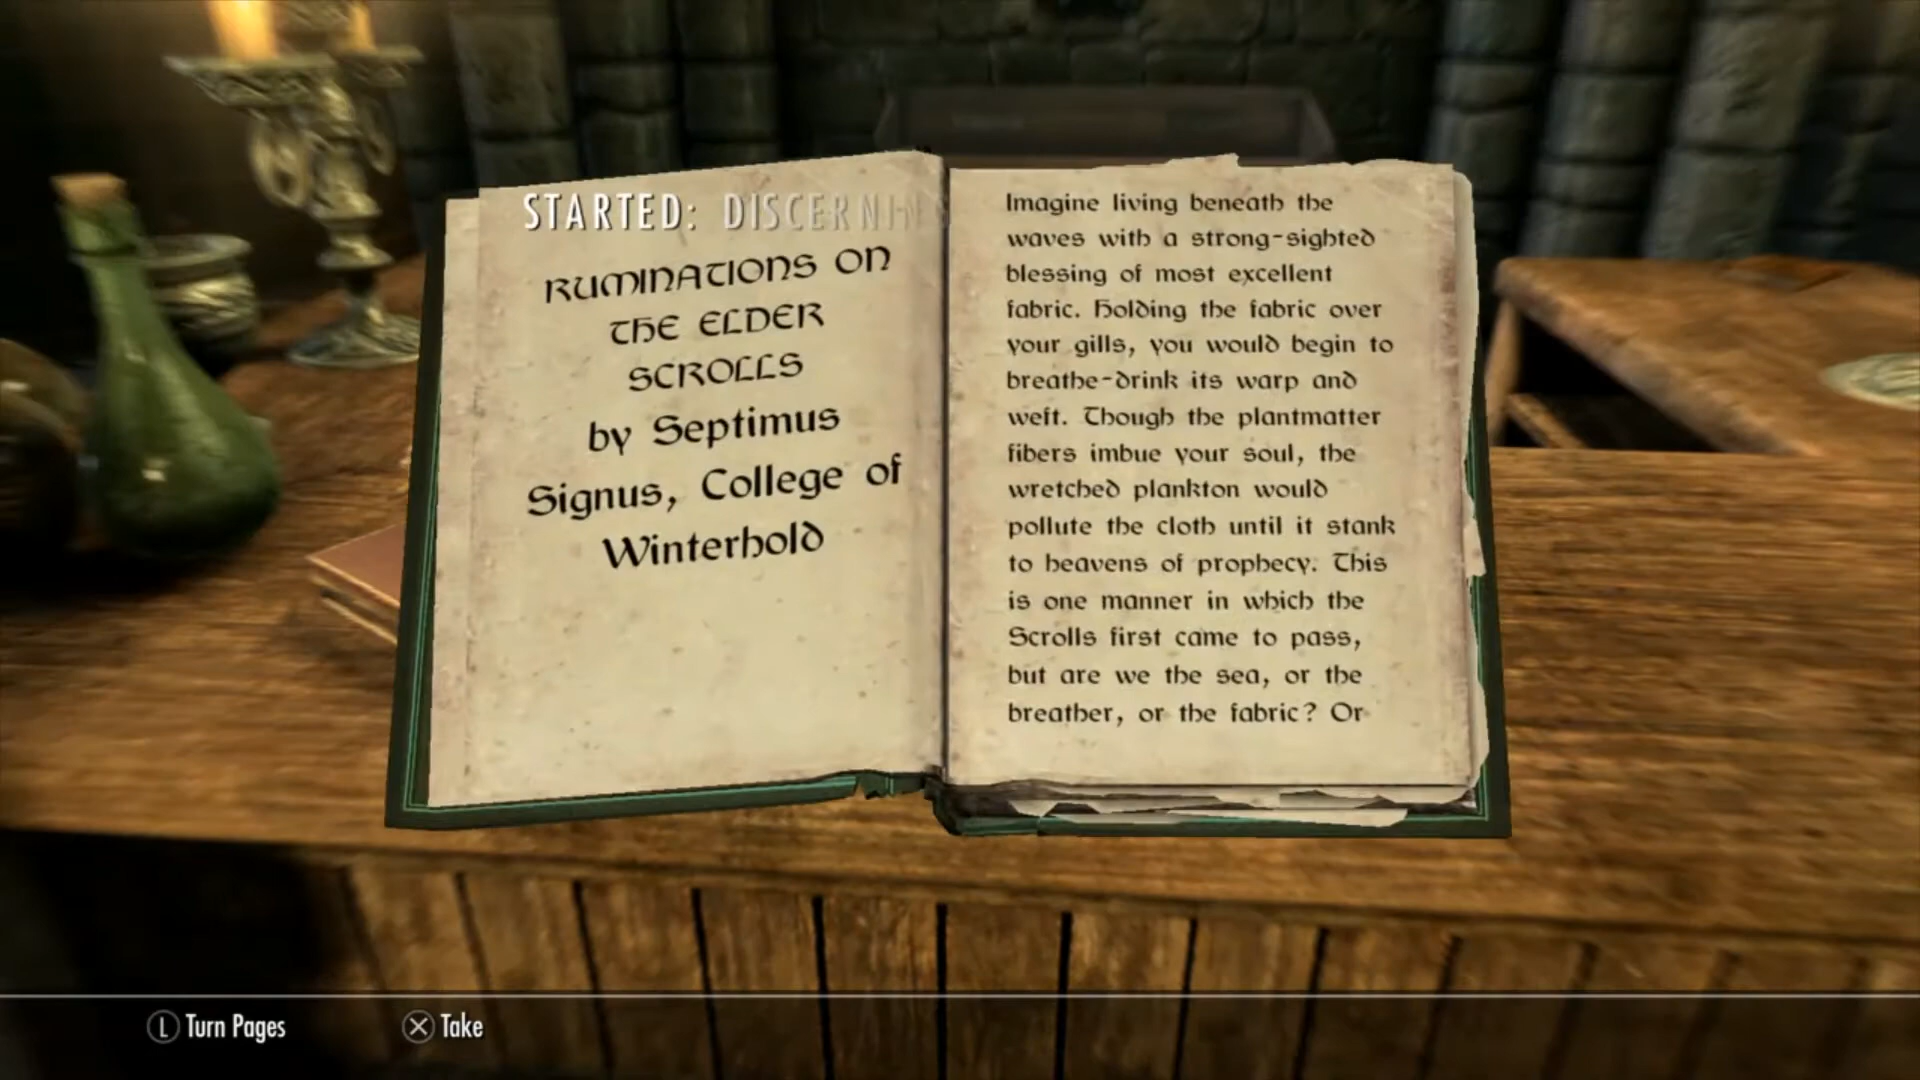 STARTED: DISCERNIN
RUMINATIONS ON
THE ELDER
SCROLLS
by Septimus
Signus, College of
Winterhold
Imagine living beneath the
waves with a strong-sighted
blessing of most excellent
fabric. Holding the fabric over
your gills, you would begin to
breathe-drink its warp and
weft. Though the plantmatter
fibers imbue your soul, the
wretched plankton would
pollute the cloth until it stank
to heavens of prophecy. This
is one manner in which the
Scrolls first came to pass,
but are we the sea, or the
breather, or the fabric? Or
L Turn Pages
X Take